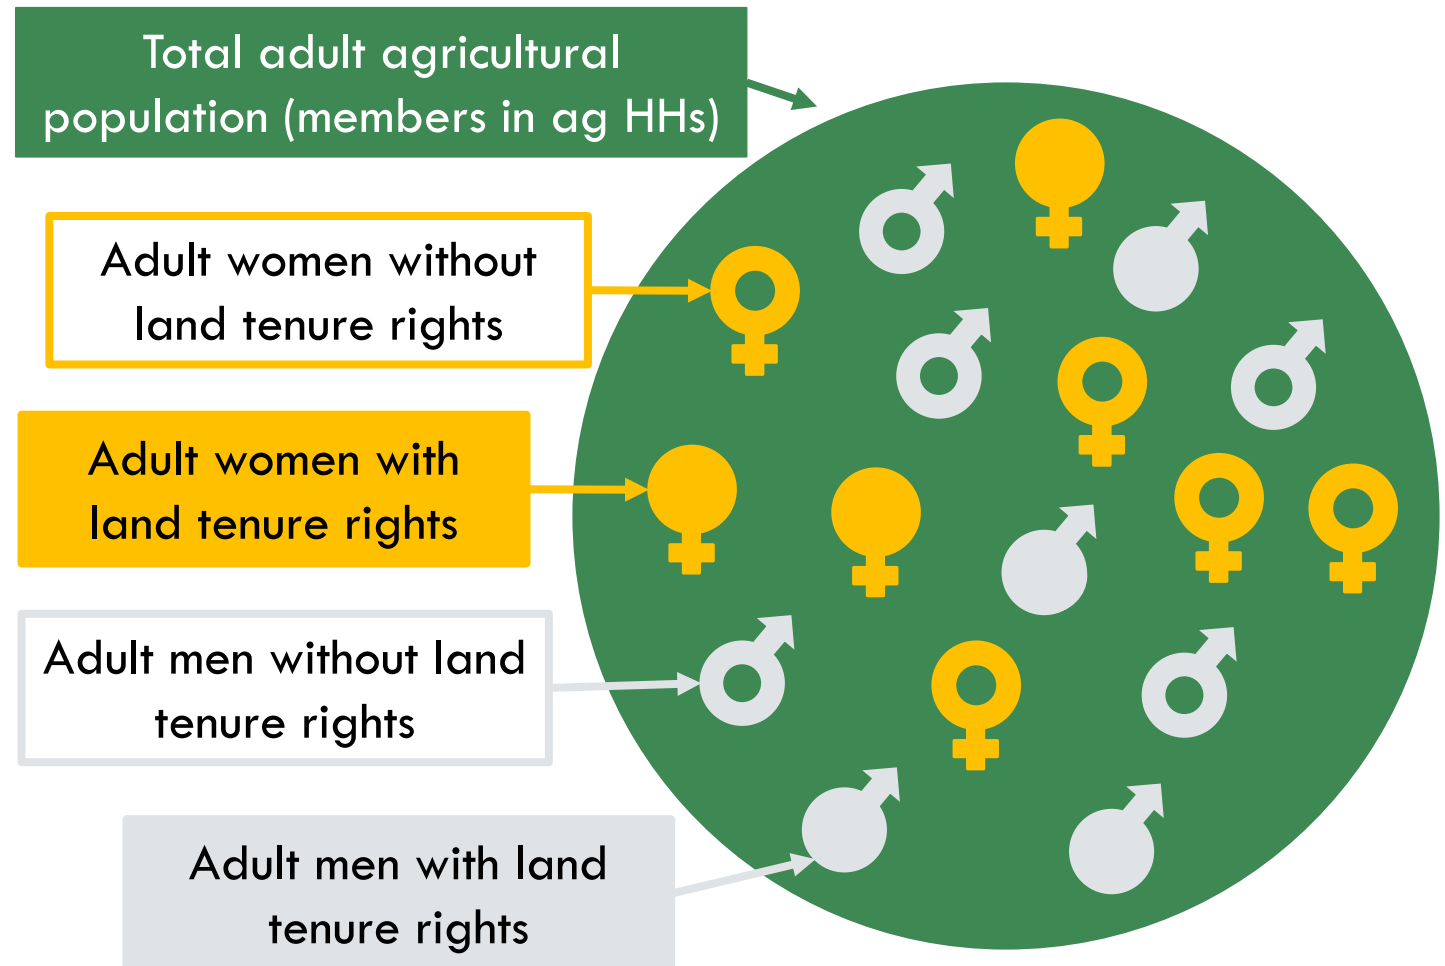 Total adult agricultural
population (members in ag HHs)
Adult women without
land tenure rights
Adult women with
land tenure rights
Adult men without land
tenure rights
Adult men with land
tenure rights